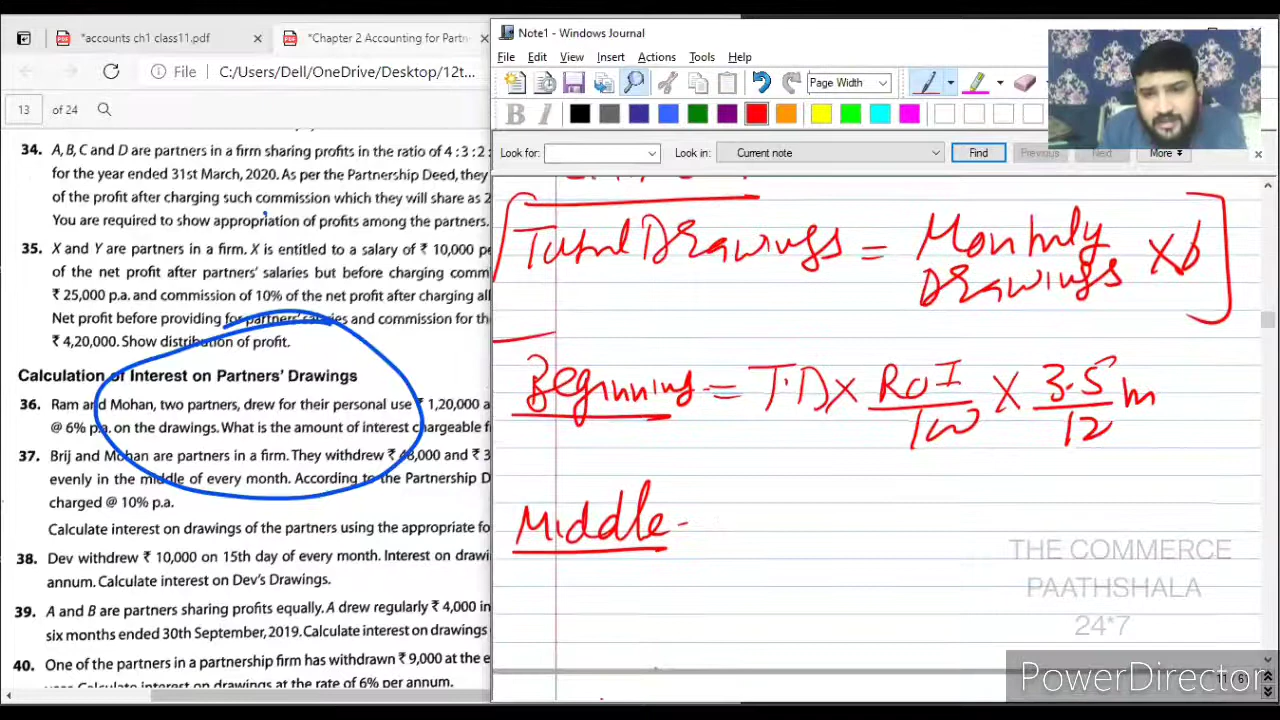 *accounts ch1 class11.pdf
*Chapter 2 Accounting for Partn
File C:/Users/Dell/OneDrive/Desktop/12t...
13 of 24
34. A, B, C and D are partners in a firm sharing profits in the ratio of 4 : 3 : 2 :
for the year ended 31st March, 2020. As per the Partnership Deed, they
of the profit after charging such commission which they will share as 2
You are required to show appropriation of profits among the partners.
35. X and Y are partners in a firm. X is entitled to a salary of ₹ 10,000 pe
of the net profit after partners' salaries but before charging comm
₹ 25,000 p.a. and commission of 10% of the net profit after charging all
Net profit before providing for partners' salaries and commission for th
₹ 4,20,000. Show distribution of profit.
Calculation of Interest on Partners' Drawings
36. Ram and Mohan, two partners, drew for their personal use ₹ 1,20,000 a
@ 6% p.a. on the drawings. What is the amount of interest chargeable f
37. Brij and Mohan are partners in a firm. They withdrew ₹ 48,000 and ₹ 3
evenly in the middle of every month. According to the Partnership D
charged @ 10% p.a.
Calculate interest on drawings of the partners using the appropriate fo
38. Dev withdrew ₹ 10,000 on 15th day of every month. Interest on drawi
annum. Calculate interest on Dev's Drawings.
39. A and B are partners sharing profits equally. A drew regularly ₹ 4,000 in
six months ended 30th September, 2019. Calculate interest on drawings
40. One of the partners in a partnership firm has withdrawn ₹ 9,000 at the e
year. Calculate interest on drawings at the rate of 6% per annum.
Note1 - Windows Journal
File Edit View Insert Actions Tools Help
Page Width
B I
Look for: Look in: Current note Find Previous Next More
Total Drawings = Monthly Drawings × 6
Beginning = T.D × RoI/100 × 3.5/12 m
Middle -
THE COMMERCE
PAATHSHALA
24*7
PowerDirector